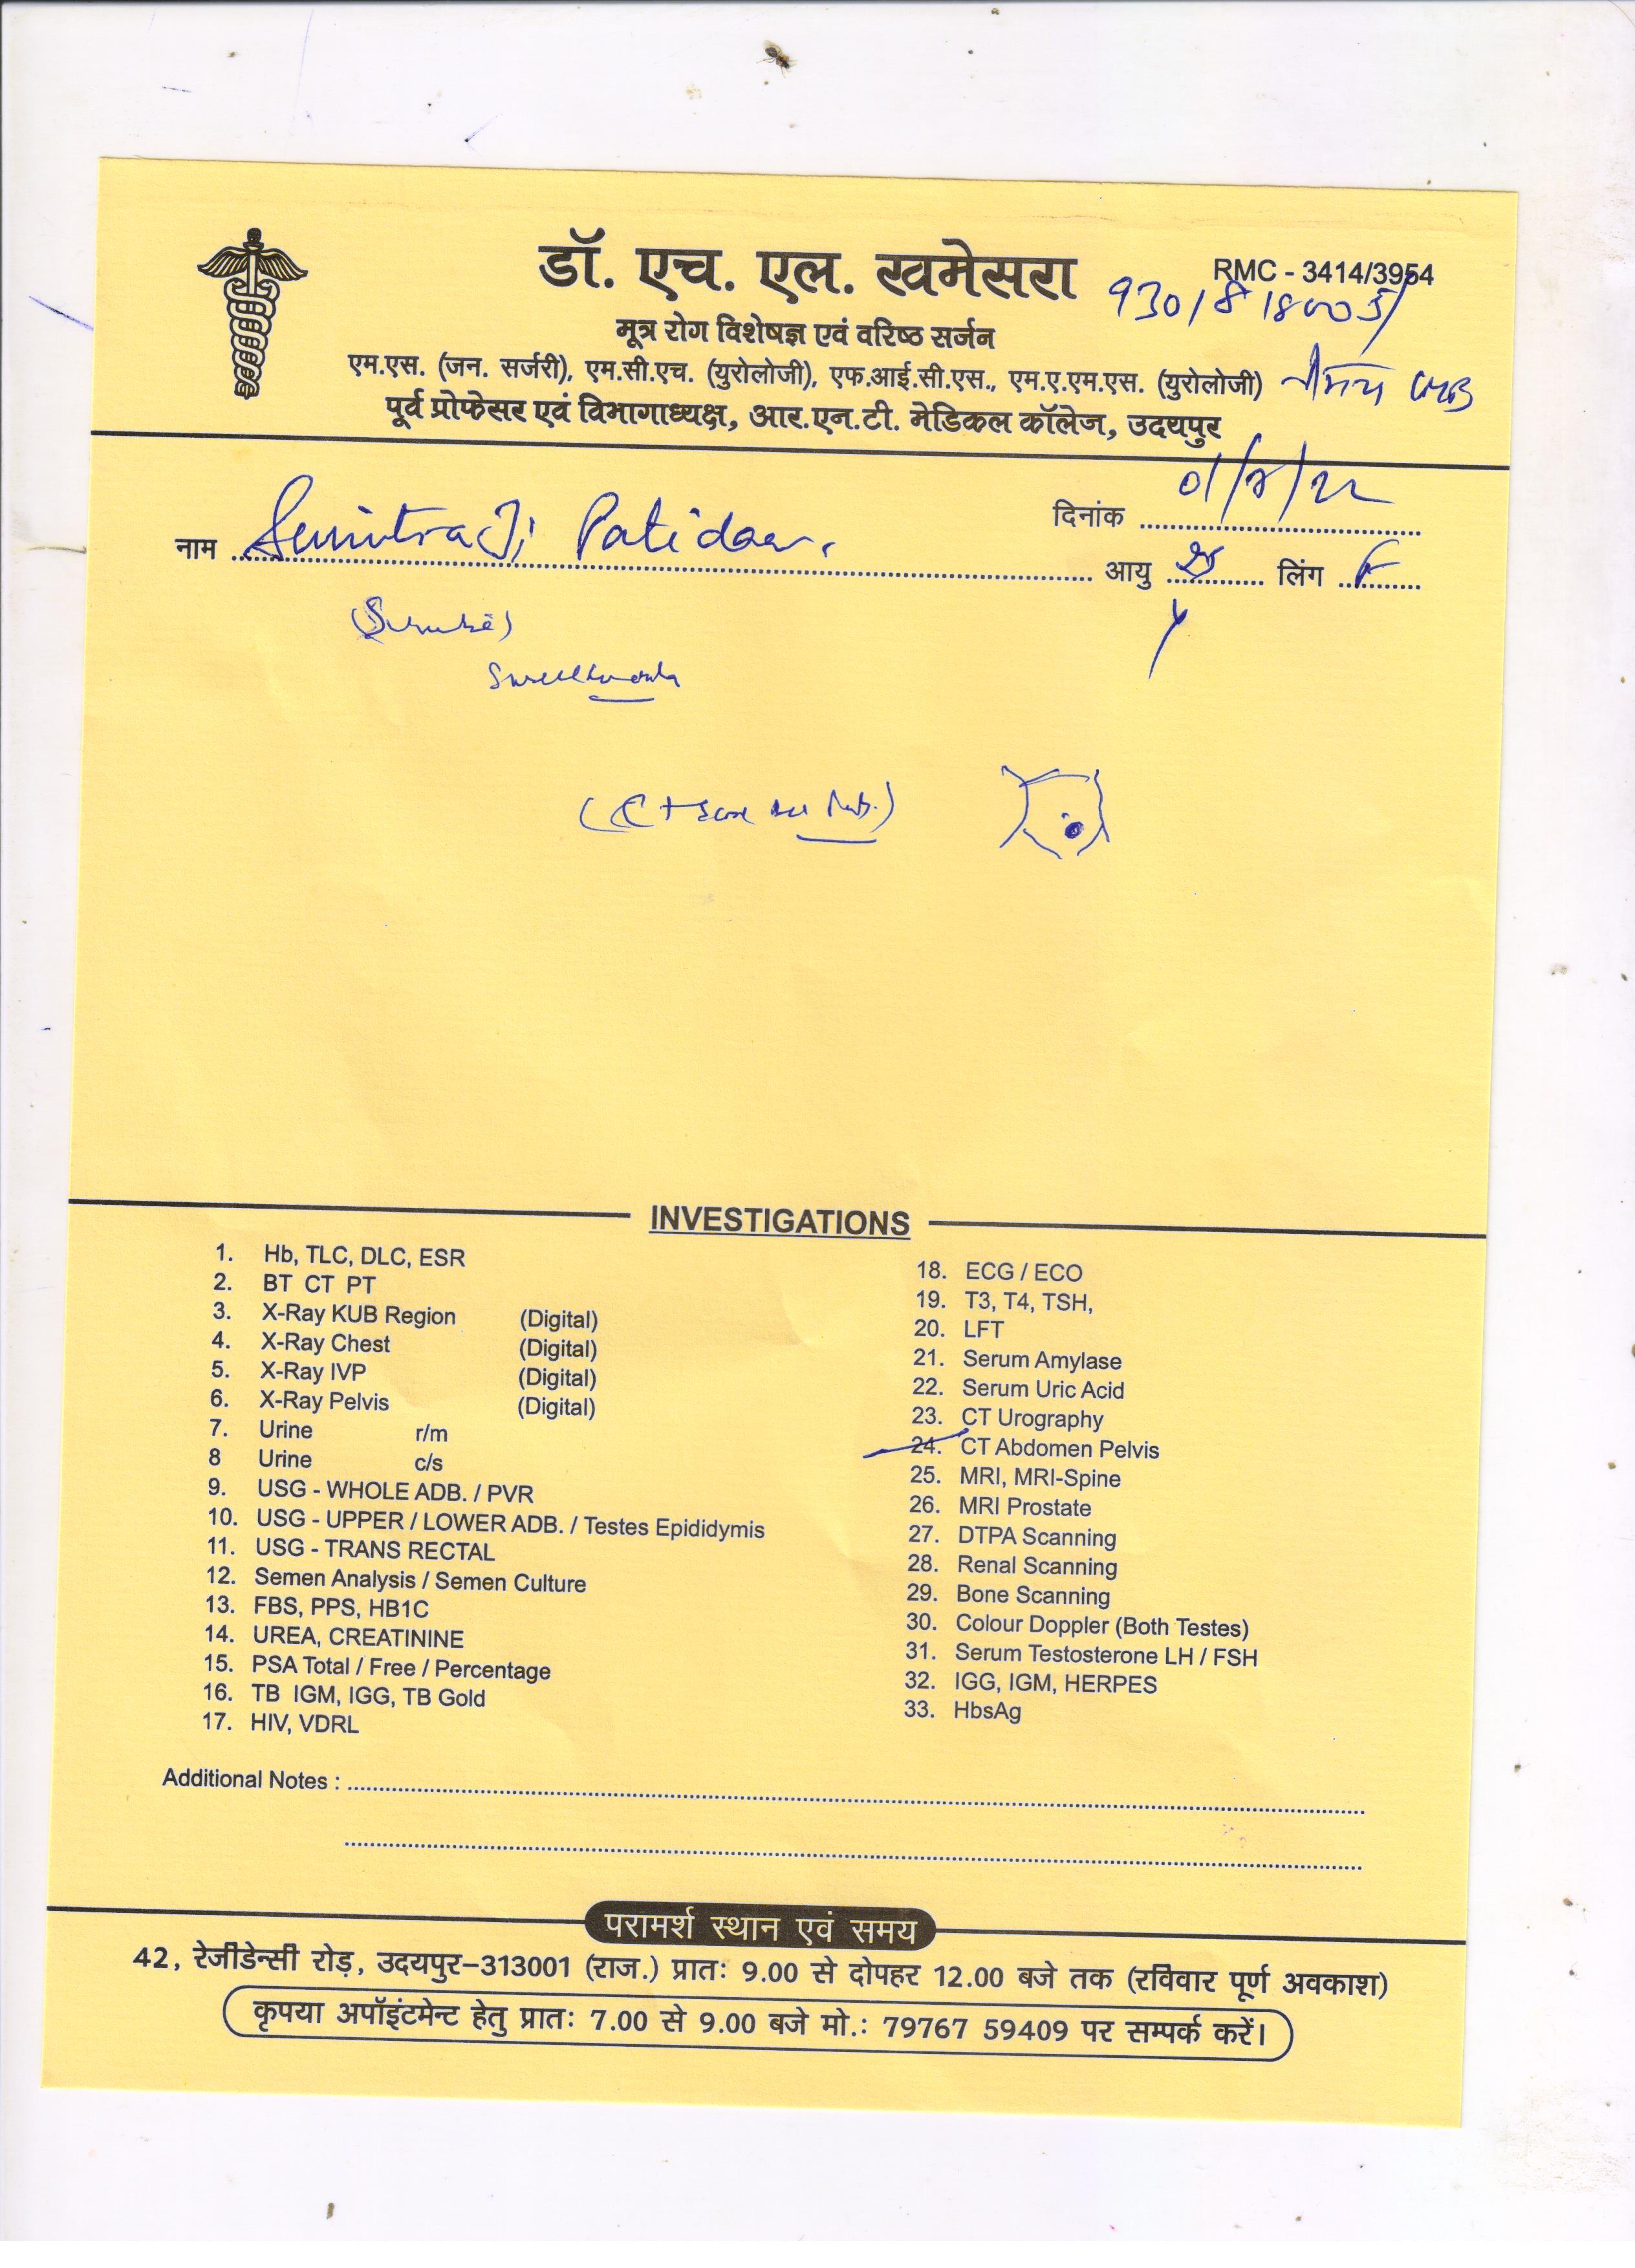 डॉ. एच. एल. खमेसरा
RMC - 3414/3954
मूत्र रोग विशेषज्ञ एवं वरिष्ठ सर्जन
एम.एस. (जन. सर्जरी), एम.सी.एच. (युरोलोजी), एफ.आई.सी.एस., एम.ए.एम.एस. (युरोलोजी)
पूर्व प्रोफेसर एवं विभागाध्यक्ष, आर.एन.टी. मेडिकल कॉलेज, उदयपुर
दिनांक
नाम Sumitra Ji Patidar.
आयु लिंग F
INVESTIGATIONS
1. Hb, TLC, DLC, ESR
2. BT CT PT
3. X-Ray KUB Region (Digital)
4. X-Ray Chest (Digital)
5. X-Ray IVP (Digital)
6. X-Ray Pelvis (Digital)
7. Urine r/m
8 Urine c/s
9. USG - WHOLE ADB. / PVR
10. USG - UPPER / LOWER ADB. / Testes Epididymis
11. USG - TRANS RECTAL
12. Semen Analysis / Semen Culture
13. FBS, PPS, HB1C
14. UREA, CREATININE
15. PSA Total / Free / Percentage
16. TB IGM, IGG, TB Gold
17. HIV, VDRL
18. ECG / ECO
19. T3, T4, TSH,
20. LFT
21. Serum Amylase
22. Serum Uric Acid
23. CT Urography
24. CT Abdomen Pelvis
25. MRI, MRI-Spine
26. MRI Prostate
27. DTPA Scanning
28. Renal Scanning
29. Bone Scanning
30. Colour Doppler (Both Testes)
31. Serum Testosterone LH / FSH
32. IGG, IGM, HERPES
33. HbsAg
Additional Notes :
परामर्श स्थान एवं समय
42, रेजीडेन्सी रोड़, उदयपुर-313001 (राज.) प्रातः 9.00 से दोपहर 12.00 बजे तक (रविवार पूर्ण अवकाश)
कृपया अपॉइंटमेन्ट हेतु प्रातः 7.00 से 9.00 बजे मो.: 79767 59409 पर सम्पर्क करें।